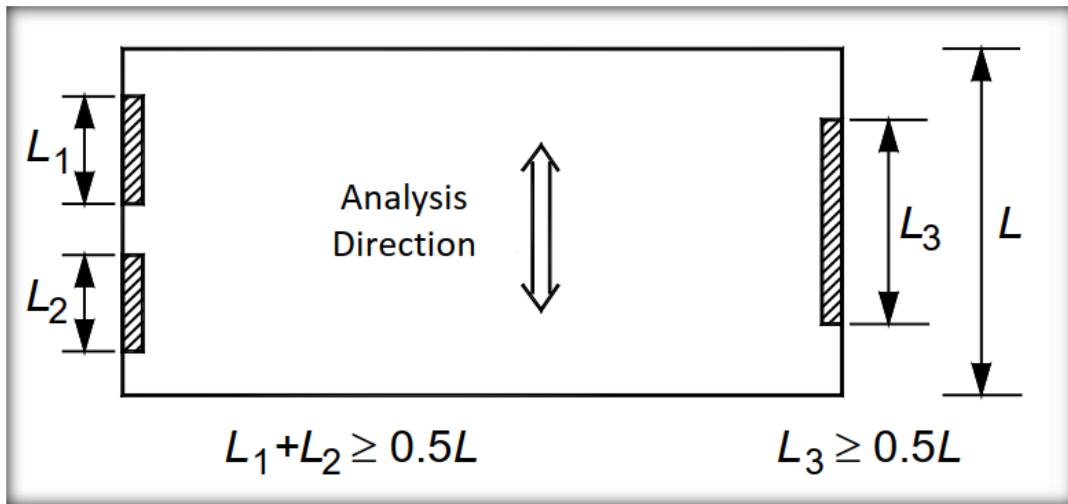 L₁
L₂
Analysis
Direction
L₃
L
L₁+L₂ ≥ 0.5L
L₃ ≥ 0.5L